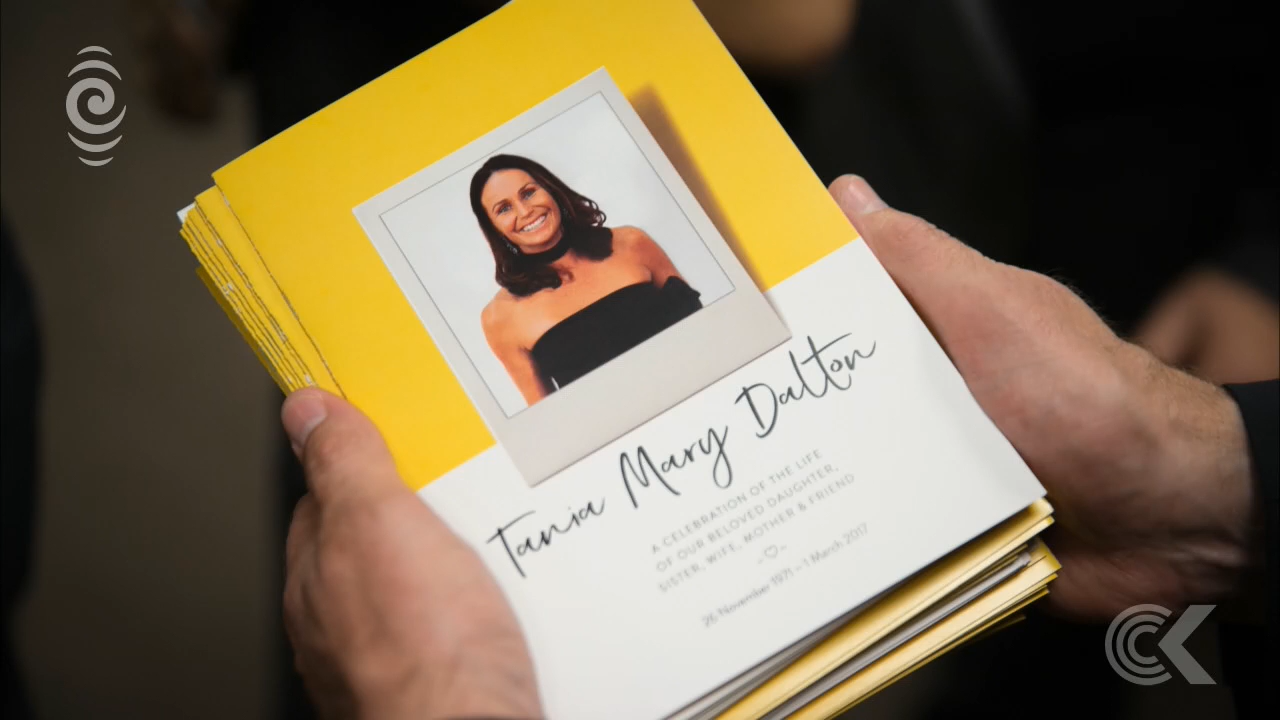 Tania Mary Dalton
A CELEBRATION OF THE LIFE
OF OUR BELOVED DAUGHTER,
SISTER, WIFE, MOTHER & FRIEND
26 November 1971 – 1 March 2017